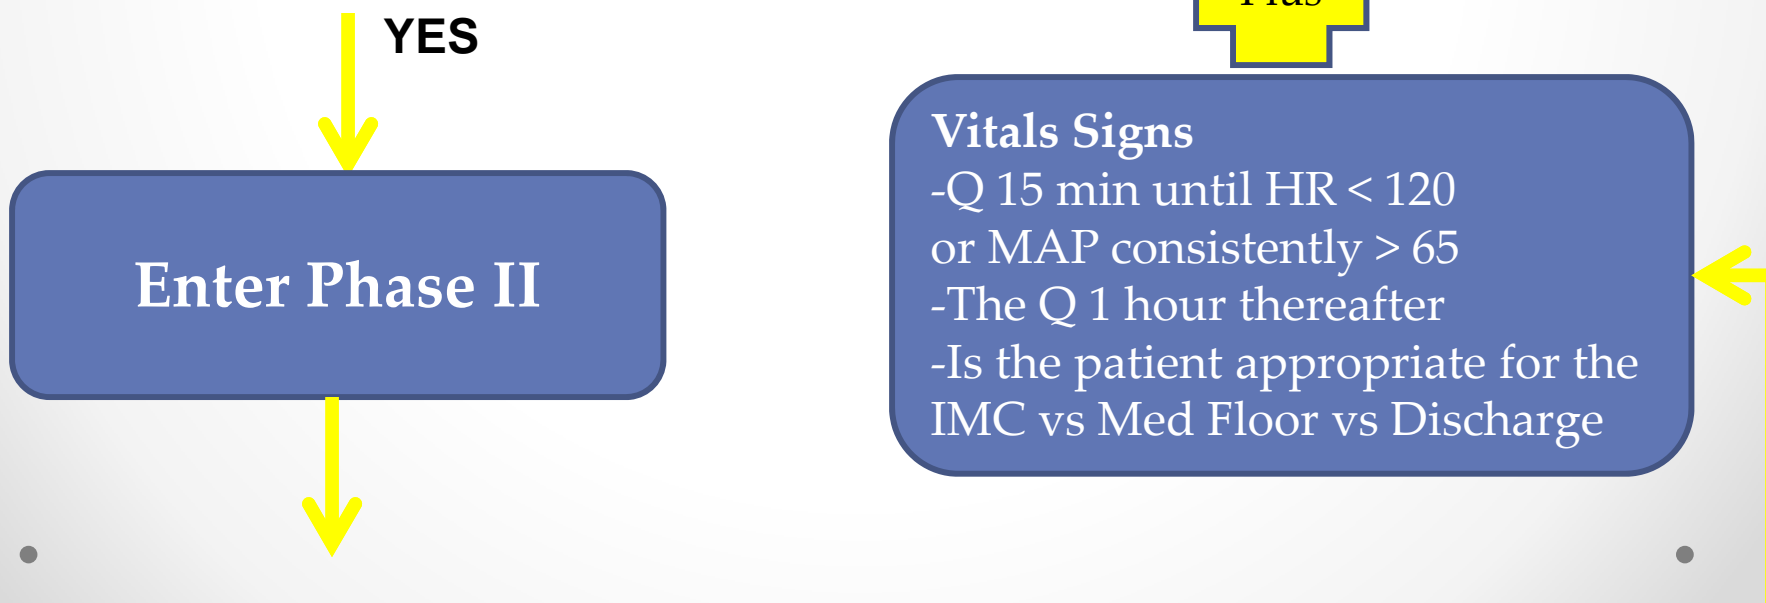 YES
Enter Phase II
Plus
Vitals Signs
-Q 15 min until HR < 120
or MAP consistently > 65
-The Q 1 hour thereafter
-Is the patient appropriate for the
IMC vs Med Floor vs Discharge